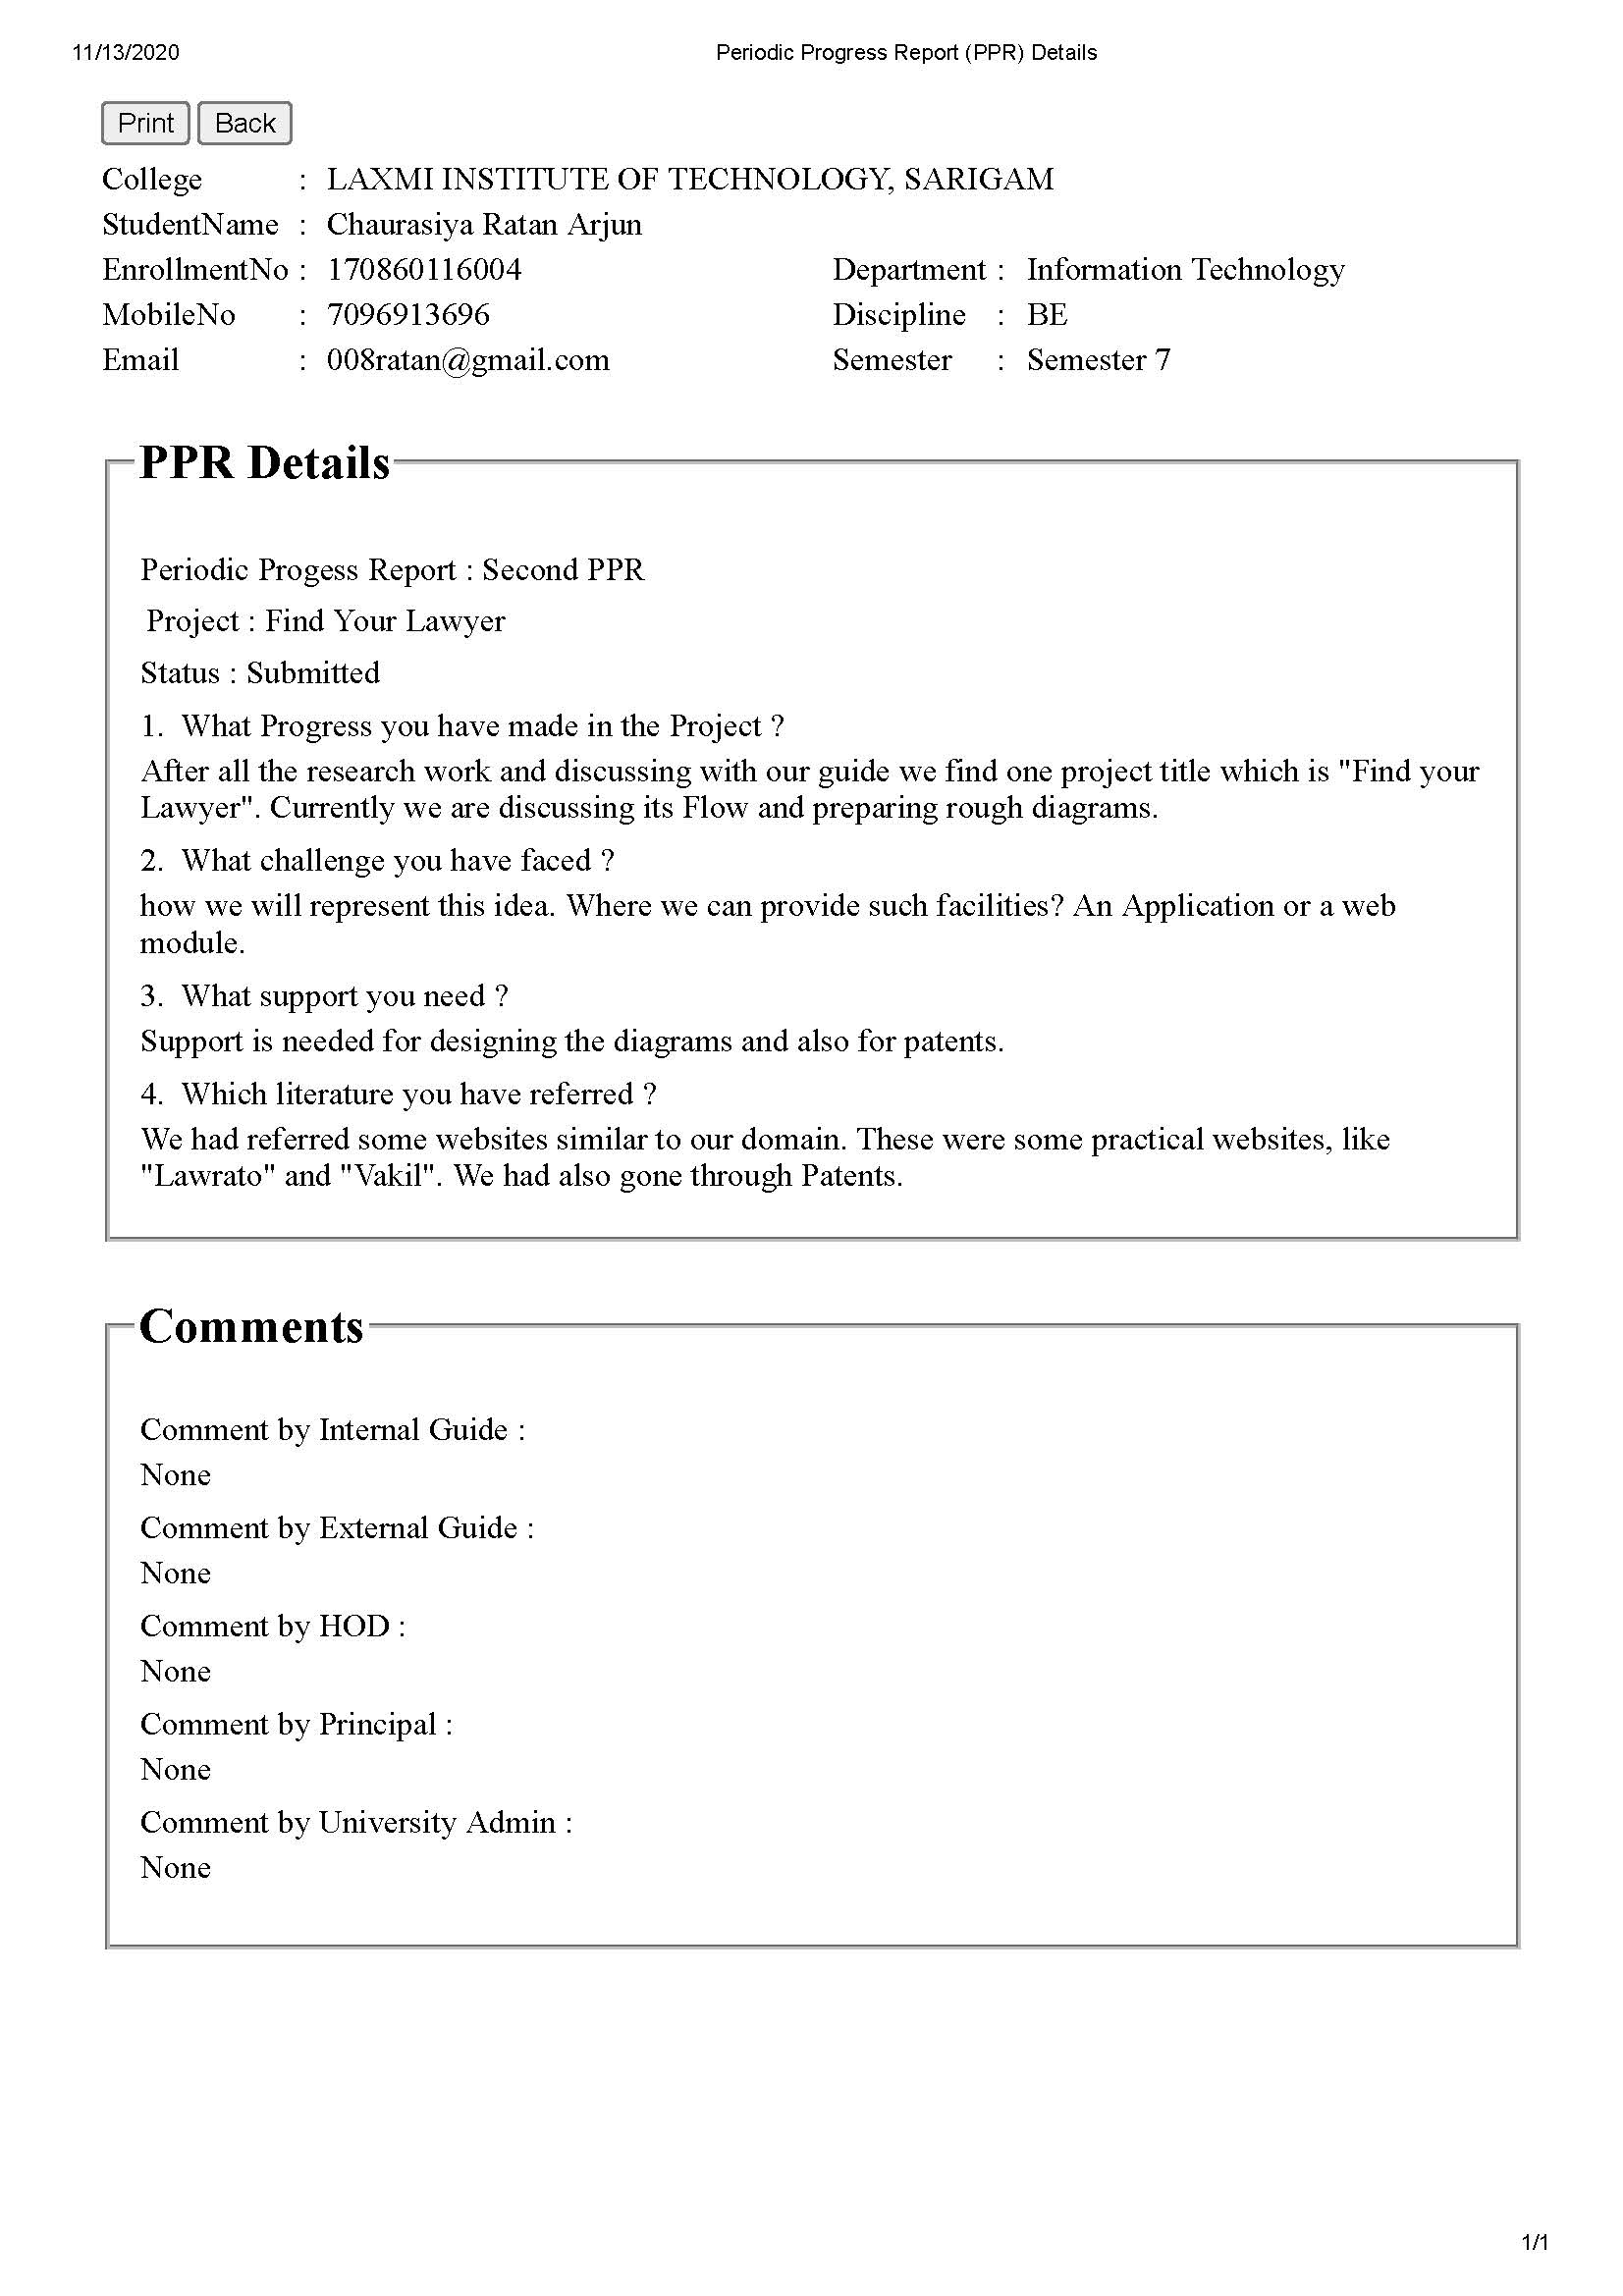 11/13/2020 Periodic Progress Report (PPR) Details
Print Back
College : LAXMI INSTITUTE OF TECHNOLOGY, SARIGAM
StudentName : Chaurasiya Ratan Arjun
EnrollmentNo : 170860116004 Department : Information Technology
MobileNo : 7096913696 Discipline : BE
Email : 008ratan@gmail.com Semester : Semester 7
PPR Details
Periodic Progess Report : Second PPR
Project : Find Your Lawyer
Status : Submitted
1. What Progress you have made in the Project ?
After all the research work and discussing with our guide we find one project title which is "Find your
Lawyer". Currently we are discussing its Flow and preparing rough diagrams.
2. What challenge you have faced ?
how we will represent this idea. Where we can provide such facilities? An Application or a web
module.
3. What support you need ?
Support is needed for designing the diagrams and also for patents.
4. Which literature you have referred ?
We had referred some websites similar to our domain. These were some practical websites, like
"Lawrato" and "Vakil". We had also gone through Patents.
Comments
Comment by Internal Guide :
None
Comment by External Guide :
None
Comment by HOD :
None
Comment by Principal :
None
Comment by University Admin :
None
1/1